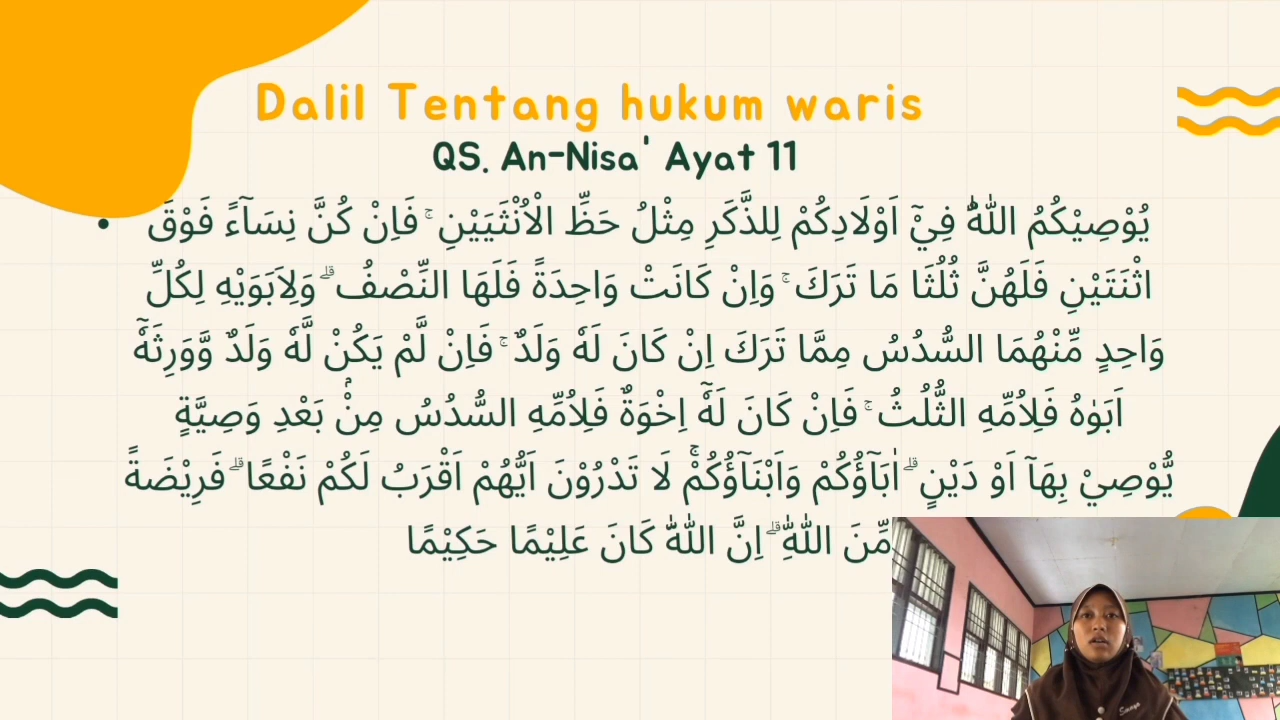 Dalil Tentang hukum waris
QS. An-Nisa' Ayat 11
• يُوْصِيْكُمُ اللّٰهُ فِيْٓ اَوْلَادِكُمْ لِلذَّكَرِ مِثْلُ حَظِّ الْاُنْثَيَيْنِ ۚ فَاِنْ كُنَّ نِسَاۤءً فَوْقَ
اثْنَتَيْنِ فَلَهُنَّ ثُلُثَا مَا تَرَكَ ۚ وَاِنْ كَانَتْ وَاحِدَةً فَلَهَا النِّصْفُ ۗ وَلِاَبَوَيْهِ لِكُلِّ
وَاحِدٍ مِّنْهُمَا السُّدُسُ مِمَّا تَرَكَ اِنْ كَانَ لَهٗ وَلَدٌ ۚ فَاِنْ لَّمْ يَكُنْ لَّهٗ وَلَدٌ وَّوَرِثَهٗٓ
اَبَوٰهُ فَلِاُمِّهِ الثُّلُثُ ۚ فَاِنْ كَانَ لَهٗٓ اِخْوَةٌ فَلِاُمِّهِ السُّدُسُ مِنْۢ بَعْدِ وَصِيَّةٍ
يُّوْصِيْ بِهَآ اَوْ دَيْنٍ ۗ اٰبَاۤؤُكُمْ وَاَبْنَاۤؤُكُمْۚ لَا تَدْرُوْنَ اَيُّهُمْ اَقْرَبُ لَكُمْ نَفْعًا ۗ فَرِيْضَةً
مِّنَ اللّٰهِ ۗ اِنَّ اللّٰهَ كَانَ عَلِيْمًا حَكِيْمًا